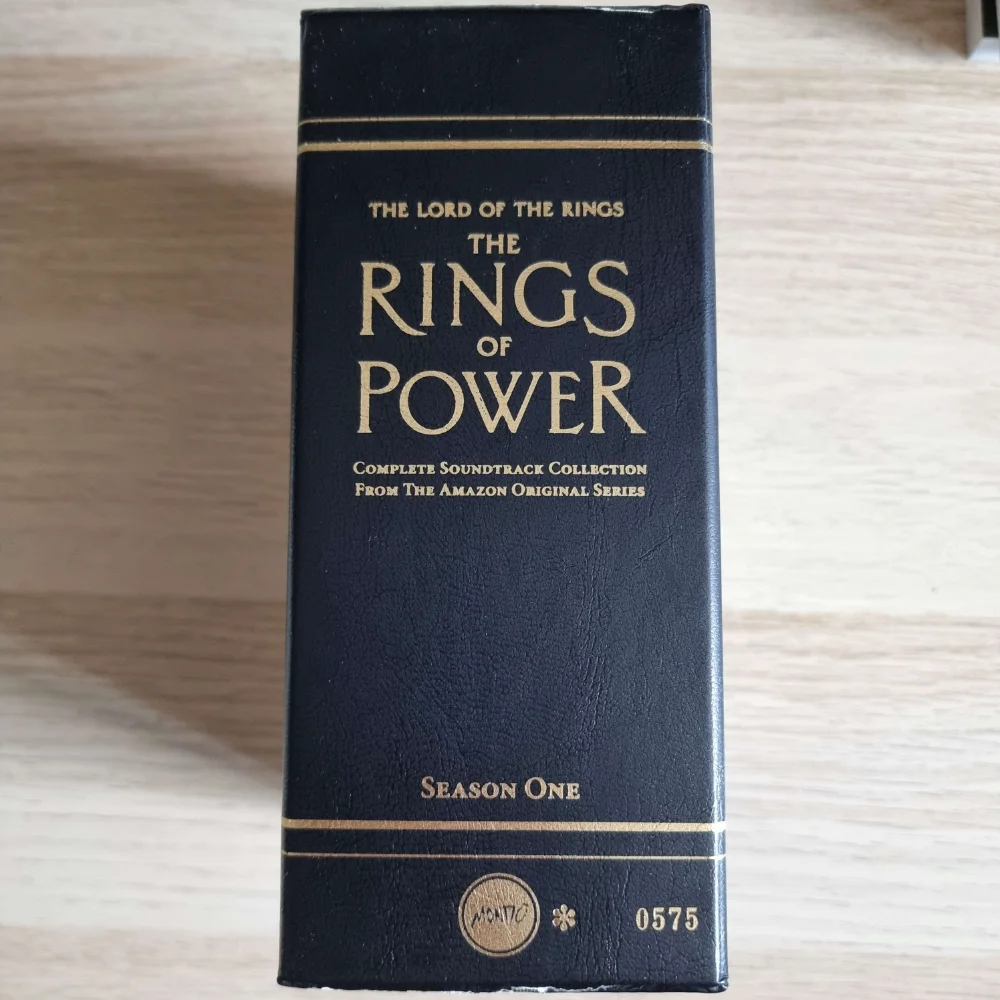 THE LORD OF THE RINGS
THE
RINGS
OF
POWER
COMPLETE SOUNDTRACK COLLECTION
FROM THE AMAZON ORIGINAL SERIES
SEASON ONE
MONDO
0575